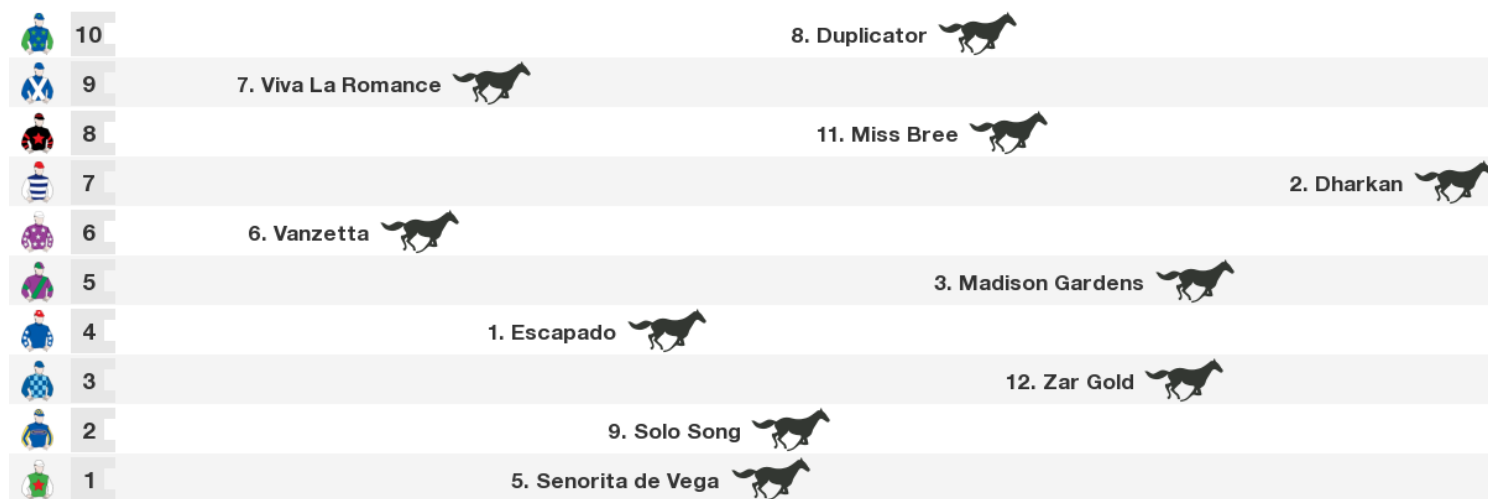 10 8. Duplicator
9 7. Viva La Romance
8 11. Miss Bree
7 2. Dharkan
6 6. Vanzetta
5 3. Madison Gardens
4 1. Escapado
3 12. Zar Gold
2 9. Solo Song
1 5. Senorita de Vega